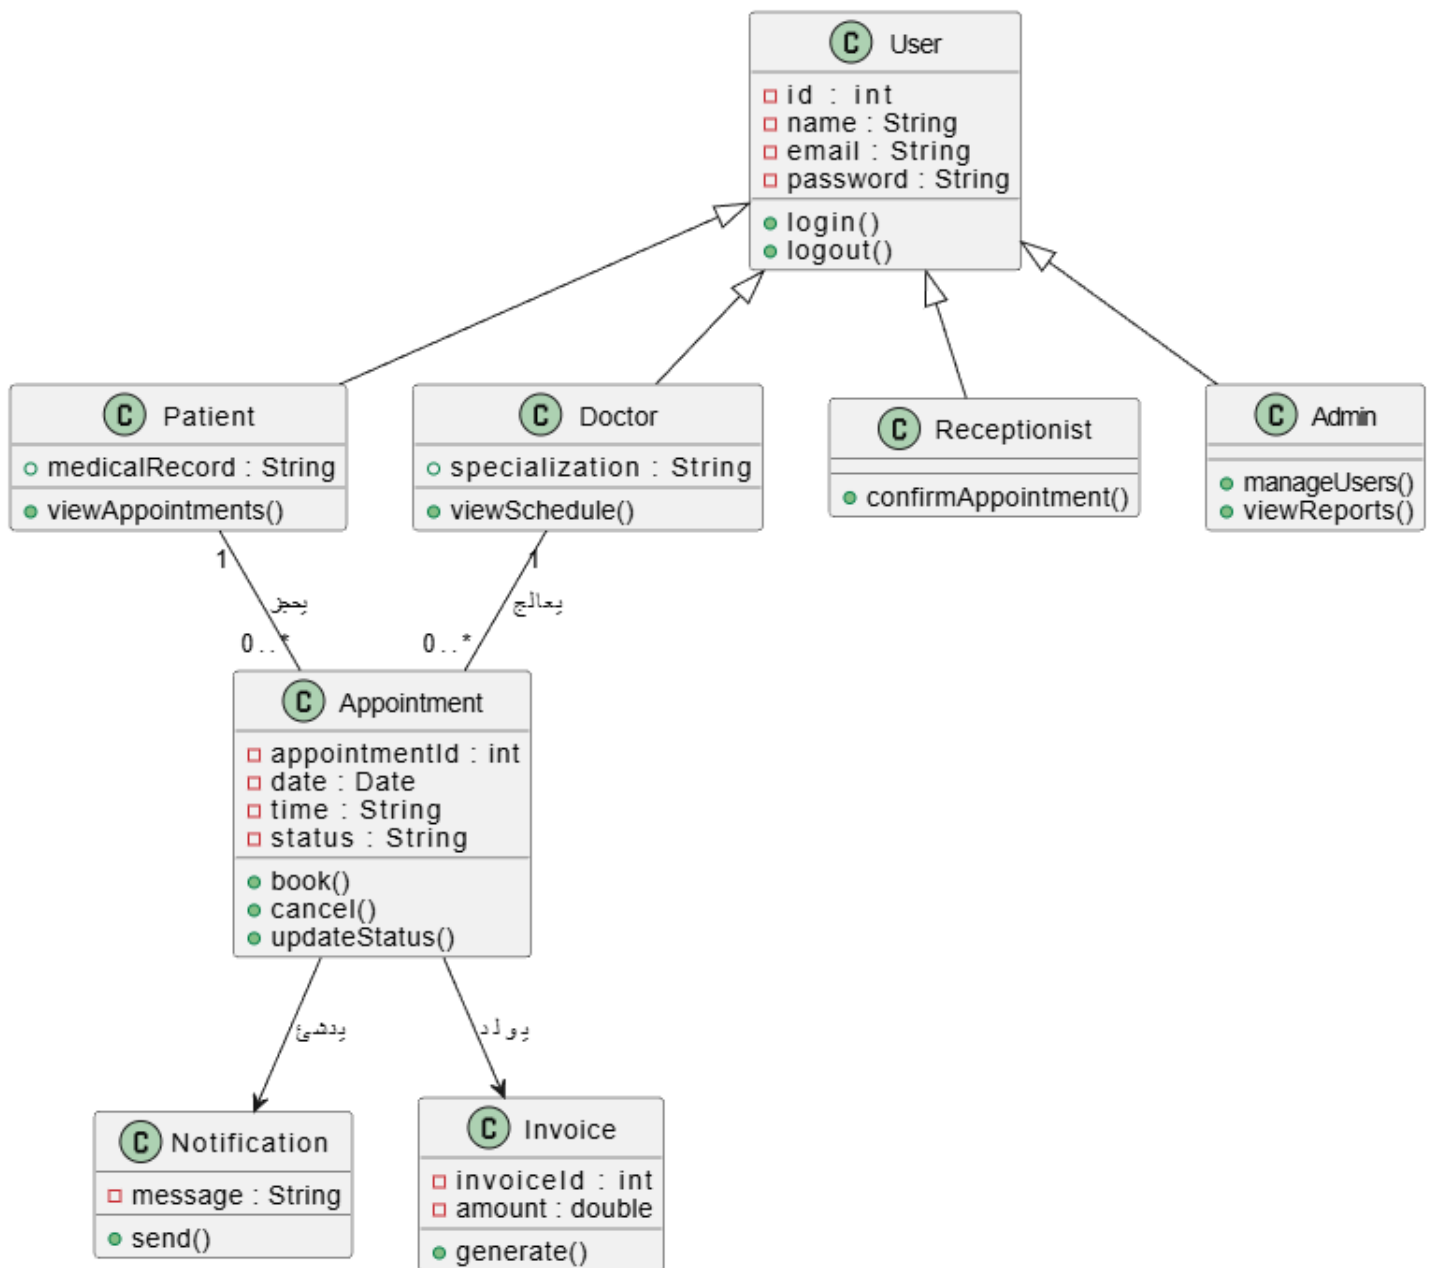 C User
id : int
name : String
email : String
password : String
login()
logout()
C Patient
medicalRecord : String
viewAppointments()
C Doctor
specialization : String
viewSchedule()
C Receptionist
confirmAppointment()
C Admin
manageUsers()
viewReports()
1
يحجز
0..*
1
يعالج
0..*
C Appointment
appointmentId : int
date : Date
time : String
status : String
book()
cancel()
updateStatus()
ينشئ
يولد
C Notification
message : String
send()
C Invoice
invoiceId : int
amount : double
generate()